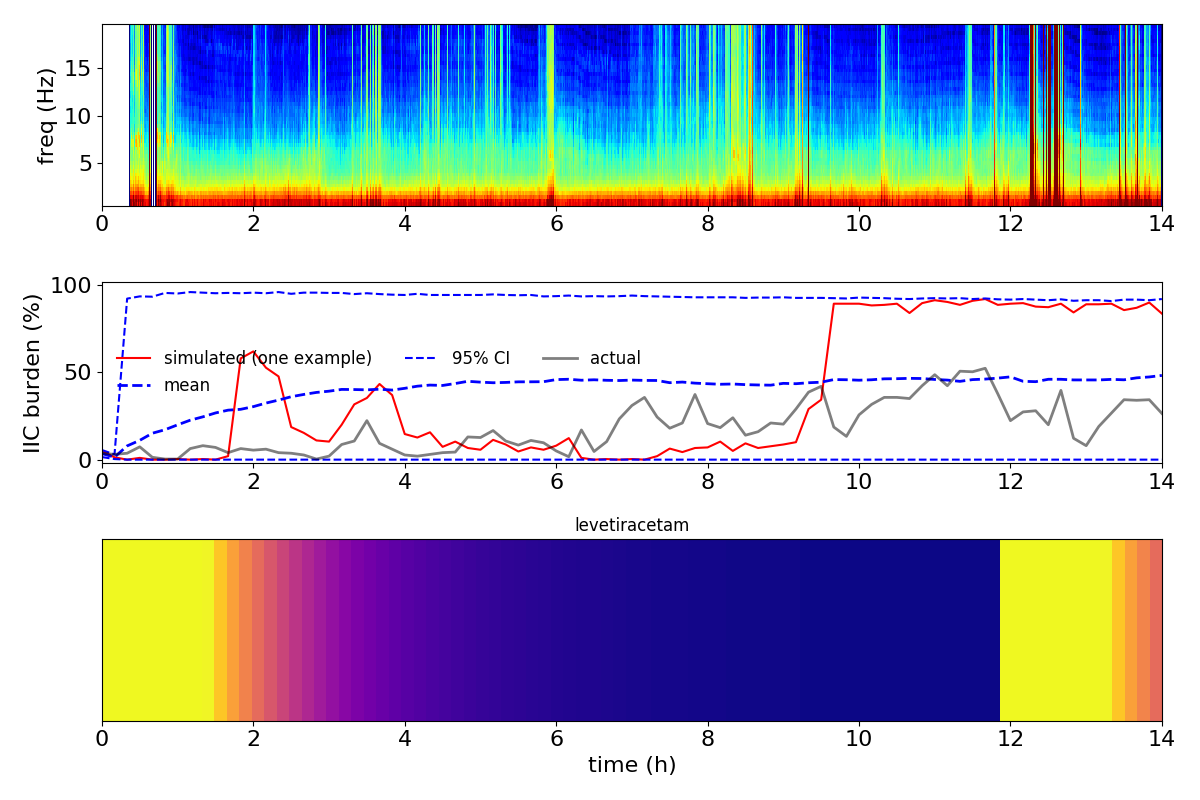 freq (Hz)
15
10
5
0 2 4 6 8 10 12 14
IIC burden (%)
100
50
0
simulated (one example) 95% CI actual
mean
0 2 4 6 8 10 12 14
levetiracetam
0 2 4 6 8 10 12 14
time (h)